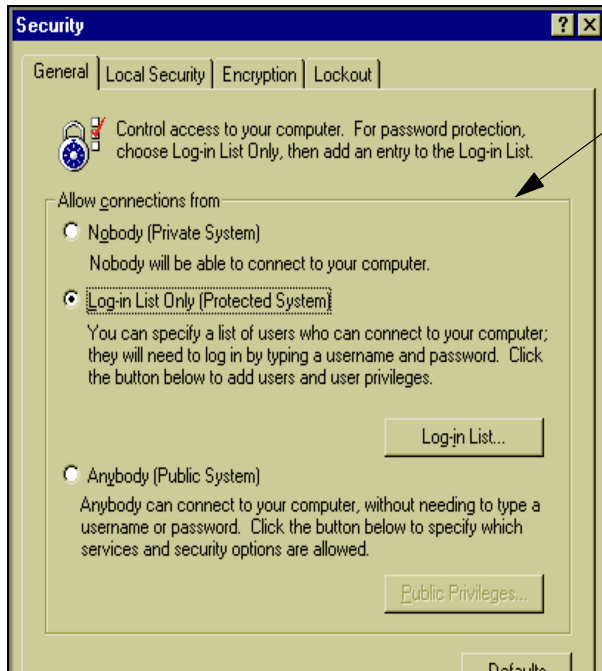 Security
General Local Security Encryption Lockout
Control access to your computer. For password protection,
choose Log-in List Only, then add an entry to the Log-in List.
Allow connections from
Nobody (Private System)
Nobody will be able to connect to your computer.
Log-in List Only (Protected System)
You can specify a list of users who can connect to your computer;
they will need to log in by typing a username and password. Click
the button below to add users and user privileges.
Log-in List...
Anybody (Public System)
Anybody can connect to your computer, without needing to type a
username or password. Click the button below to specify which
services and security options are allowed.
Public Privileges...
Defaults